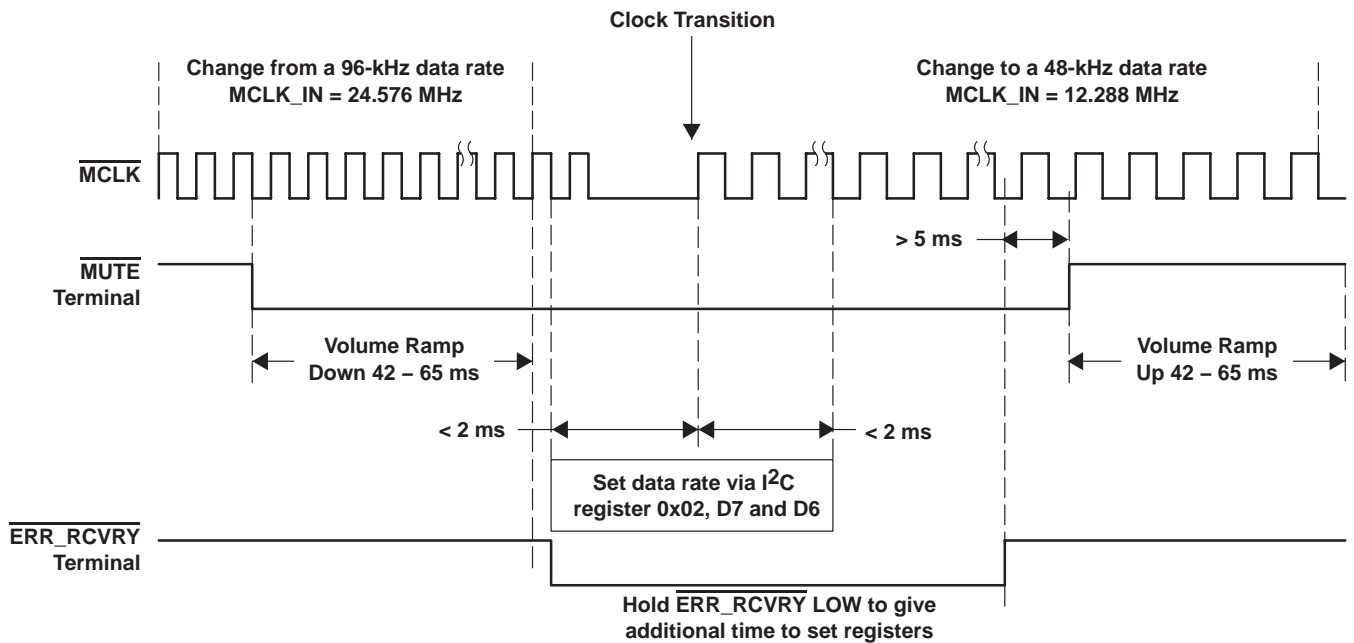 Clock Transition
Change from a 96-kHz data rate
MCLK_IN = 24.576 MHz
Change to a 48-kHz data rate
MCLK_IN = 12.288 MHz
MCLK
> 5 ms
MUTE
Terminal
Volume Ramp
Down 42 – 65 ms
Volume Ramp
Up 42 – 65 ms
< 2 ms
< 2 ms
Set data rate via I2C
register 0x02, D7 and D6
ERR_RCVRY
Terminal
Hold ERR_RCVRY LOW to give
additional time to set registers